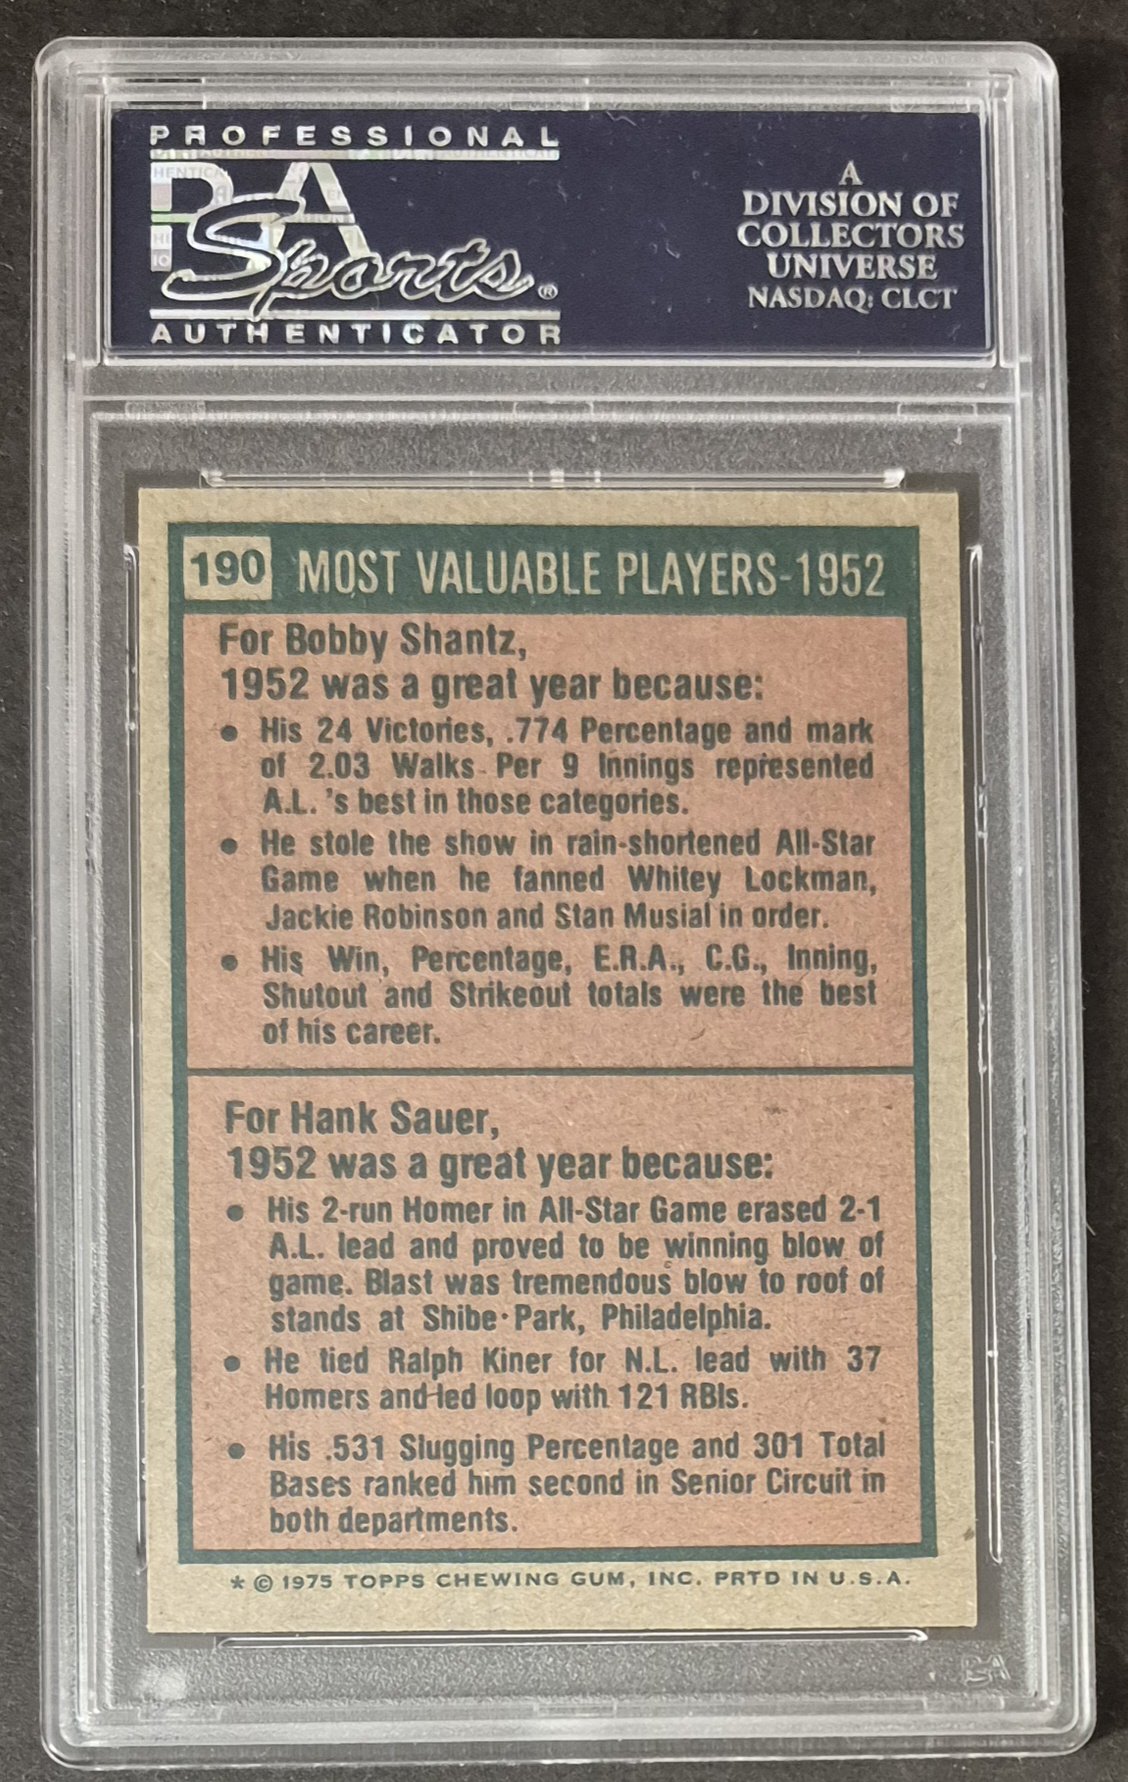 PROFESSIONAL
PSA
Sports®
AUTHENTICATOR
A
DIVISION OF
COLLECTORS
UNIVERSE
NASDAQ: CLCT
190 MOST VALUABLE PLAYERS-1952
For Bobby Shantz,
1952 was a great year because:
• His 24 Victories, .774 Percentage and mark
of 2.03 Walks Per 9 Innings represented
A.L. 's best in those categories.
• He stole the show in rain-shortened All-Star
Game when he fanned Whitey Lockman,
Jackie Robinson and Stan Musial in order.
• His Win, Percentage, E.R.A., C.G., Inning,
Shutout and Strikeout totals were the best
of his career.
For Hank Sauer,
1952 was a great year because:
• His 2-run Homer in All-Star Game erased 2-1
A.L. lead and proved to be winning blow of
game. Blast was tremendous blow to roof of
stands at Shibe Park, Philadelphia.
• He tied Ralph Kiner for N.L. lead with 37
Homers and led loop with 121 RBIs.
• His .531 Slugging Percentage and 301 Total
Bases ranked him second in Senior Circuit in
both departments.
* © 1975 TOPPS CHEWING GUM, INC. PRTD IN U.S.A.
PSA